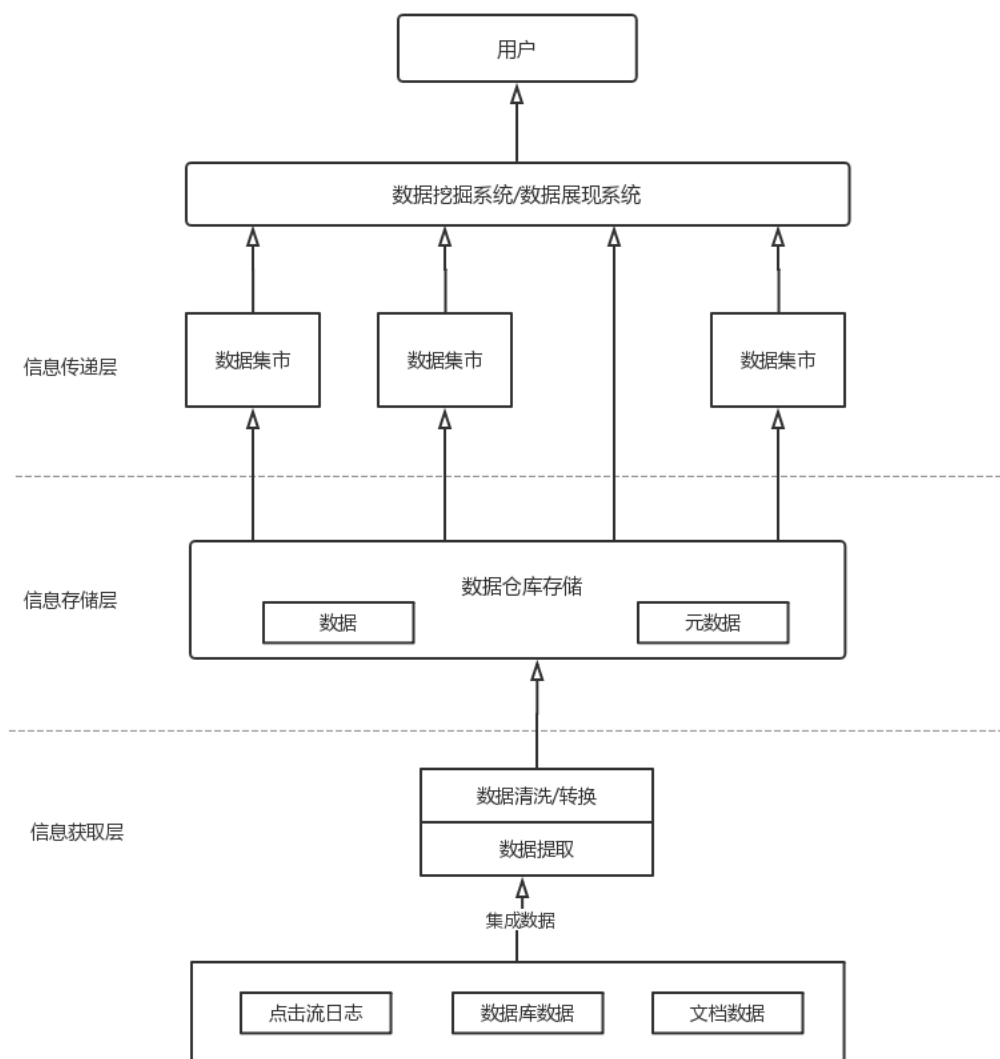 用户
数据挖掘系统/数据展现系统
信息传递层
数据集市
数据集市
数据集市
信息存储层
数据仓库存储
数据
元数据
信息获取层
数据清洗/转换
数据提取
集成数据
点击流日志
数据库数据
文档数据